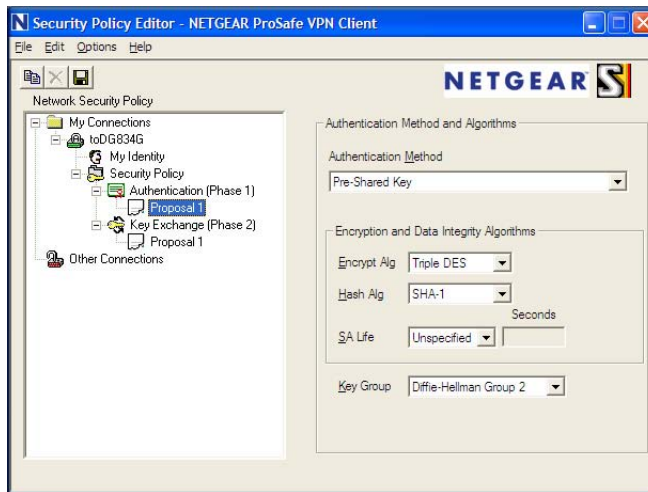 Security Policy Editor - NETGEAR ProSafe VPN Client
File Edit Options Help
NETGEAR
Network Security Policy
My Connections
toDG834G
My Identity
Security Policy
Authentication (Phase 1)
Proposal 1
Key Exchange (Phase 2)
Proposal 1
Other Connections
Authentication Method and Algorithms
Authentication Method
Pre-Shared Key
Encryption and Data Integrity Algorithms
Encrypt Alg Triple DES
Hash Alg SHA-1
Seconds
SA Life Unspecified
Key Group Diffie-Hellman Group 2